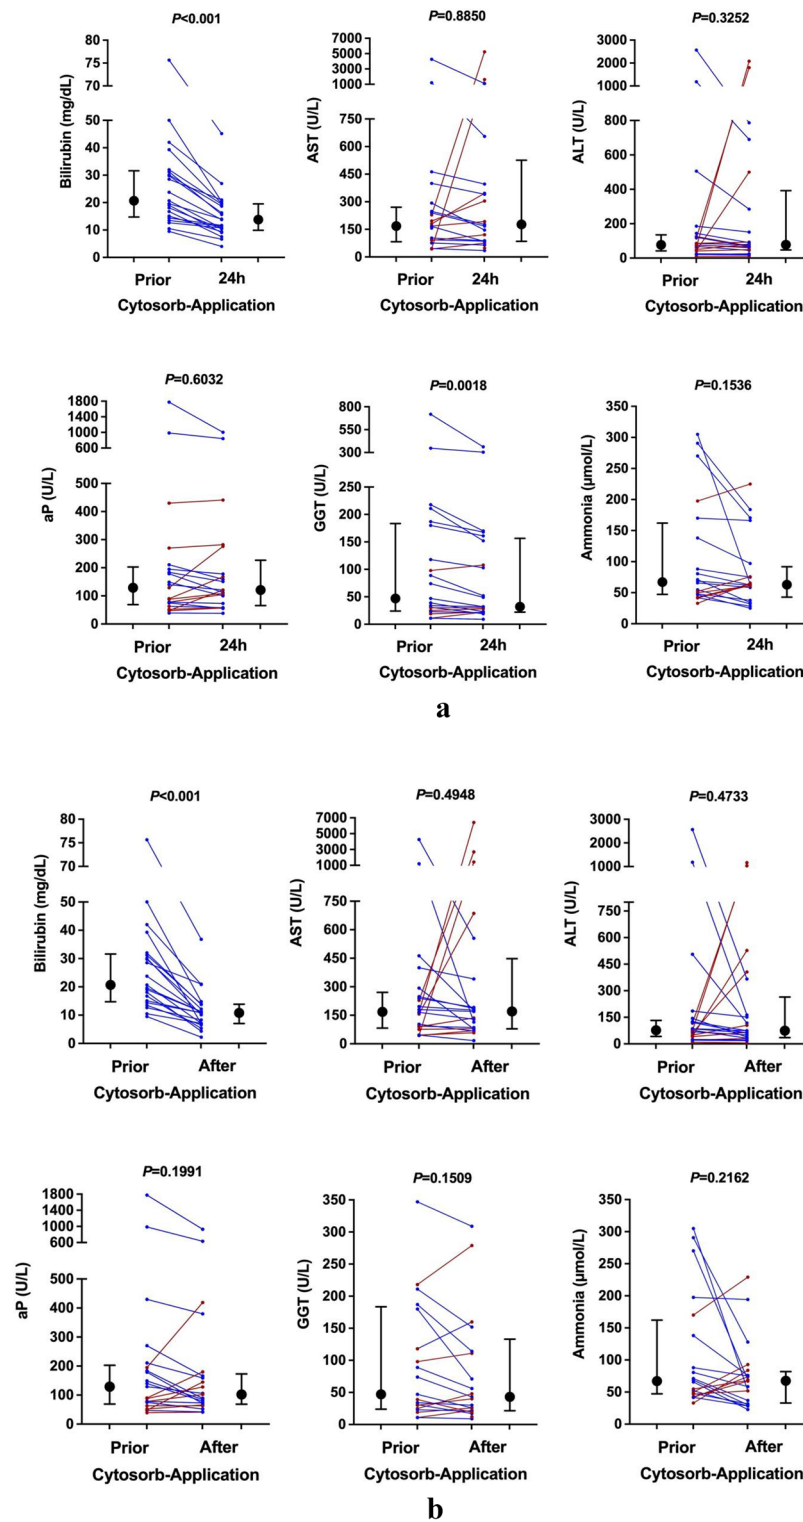 P<0.001
P=0.8850
P=0.3252
Bilirubin (mg/dL)
80
75
70
50
40
30
20
10
0
Prior
24h
Cytosorb-Application
AST (U/L)
7000
5000
3000
1000
750
600
450
300
150
0
Prior
24h
Cytosorb-Application
ALT (U/L)
3000
2000
1000
800
600
400
200
0
Prior
24h
Cytosorb-Application
P=0.6032
P=0.0018
P=0.1536
aP (U/L)
1800
1400
1000
600
500
400
300
200
100
0
Prior
24h
Cytosorb-Application
GGT (U/L)
800
550
300
250
200
150
100
50
0
Prior
24h
Cytosorb-Application
Ammonia (µmol/L)
350
300
250
200
150
100
50
0
Prior
24h
Cytosorb-Application
a
P<0.001
P=0.4948
P=0.4733
Bilirubin (mg/dL)
80
75
70
50
40
30
20
10
0
Prior
After
Cytosorb-Application
AST (U/L)
7000
5000
3000
1000
750
600
450
300
150
0
Prior
After
Cytosorb-Application
ALT (U/L)
3000
2000
1000
750
600
450
300
150
0
Prior
After
Cytosorb-Application
P=0.1991
P=0.1509
P=0.2162
aP (U/L)
1800
1400
1000
600
500
400
300
200
100
0
Prior
After
Cytosorb-Application
GGT (U/L)
350
300
250
200
150
100
50
0
Prior
After
Cytosorb-Application
Ammonia (µmol/L)
350
300
250
200
150
100
50
0
Prior
After
Cytosorb-Application
b